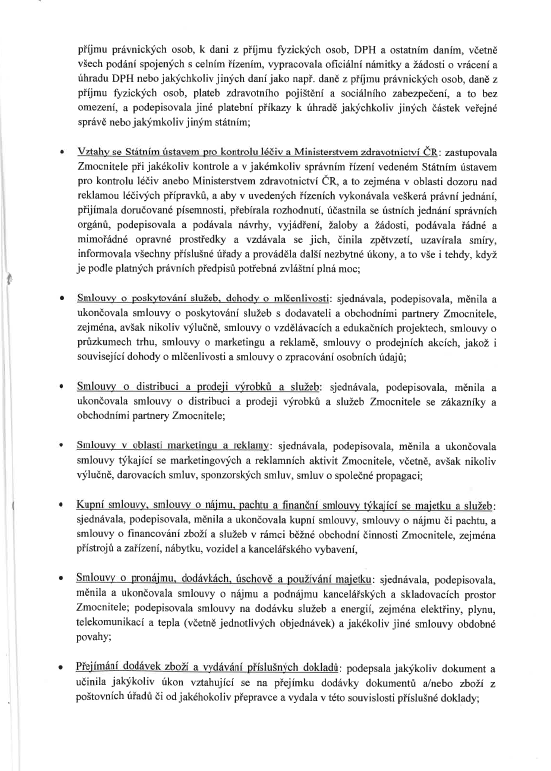 příjmu právnických osob, k dani z příjmu fyzických osob, DPH a ostatním daním, včetně
všech podání spojených s celním řízením, vypracovala oficiální námitky a žádosti o vrácení a
úhradu DPH nebo jakýchkoliv jiných daní jako např. daně z příjmu právnických osob, daně z
příjmu fyzických osob, plateb zdravotního pojištění a sociálního zabezpečení, a to bez
omezení, a podepisovala jiné platební příkazy k úhradě jakýchkoliv jiných částek veřejné
správě nebo jakýmkoliv jiným státním;
• Vztahy se Státním ústavem pro kontrolu léčiv a Ministerstvem zdravotnictví ČR: zastupovala
Zmocnitele při jakékoliv kontrole a v jakémkoliv správním řízení vedeném Státním ústavem
pro kontrolu léčiv anebo Ministerstvem zdravotnictví ČR, a to zejména v oblasti dozoru nad
reklamou léčivých přípravků, a aby v uvedených řízeních vykonávala veškerá právní jednání,
přijímala doručované písemnosti, přebírala rozhodnutí, účastnila se ústních jednání správních
orgánů, podepisovala a podávala návrhy, vyjádření, žaloby a žádosti, podávala řádné a
mimořádné opravné prostředky a vzdávala se jich, činila zpětvzetí, uzavírala smíry,
informovala všechny příslušné úřady a prováděla další nezbytné úkony, a to vše i tehdy, když
je podle platných právních předpisů potřebná zvláštní plná moc;
• Smlouvy o poskytování služeb, dohody o mlčenlivosti: sjednávala, podepisovala, měnila a
ukončovala smlouvy o poskytování služeb s dodavateli a obchodními partnery Zmocnitele,
zejména, avšak nikoliv výlučně, smlouvy o vzdělávacích a edukačních projektech, smlouvy o
průzkumech trhu, smlouvy o marketingu a reklamě, smlouvy o prodejních akcích, jakož i
související dohody o mlčenlivosti a smlouvy o zpracování osobních údajů;
• Smlouvy o distribuci a prodeji výrobků a služeb: sjednávala, podepisovala, měnila a
ukončovala smlouvy o distribuci a prodeji výrobků a služeb Zmocnitele se zákazníky a
obchodními partnery Zmocnitele;
• Smlouvy v oblasti marketingu a reklamy: sjednávala, podepisovala, měnila a ukončovala
smlouvy týkající se marketingových a reklamních aktivit Zmocnitele, včetně, avšak nikoliv
výlučně, darovacích smluv, sponzorských smluv, smluv o společné propagaci;
• Kupní smlouvy, smlouvy o nájmu, pachtu a finanční smlouvy týkající se majetku a služeb:
sjednávala, podepisovala, měnila a ukončovala kupní smlouvy, smlouvy o nájmu či pachtu, a
smlouvy o financování zboží a služeb v rámci běžné obchodní činnosti Zmocnitele, zejména
přístrojů a zařízení, nábytku, vozidel a kancelářského vybavení,
• Smlouvy o pronájmu, dodávkách, úschově a používání majetku: sjednávala, podepisovala,
měnila a ukončovala smlouvy o nájmu a podnájmu kancelářských a skladovacích prostor
Zmocnitele; podepisovala smlouvy na dodávku služeb a energií, zejména elektřiny, plynu,
telekomunikací a tepla (včetně jednotlivých objednávek) a jakékoliv jiné smlouvy obdobné
povahy;
• Přejímání dodávek zboží a vydávání příslušných dokladů: podepsala jakýkoliv dokument a
učinila jakýkoliv úkon vztahující se na přejímku dodávky dokumentů a/nebo zboží z
poštovních úřadů či od jakéhokoliv přepravce a vydala v této souvislosti příslušné doklady;